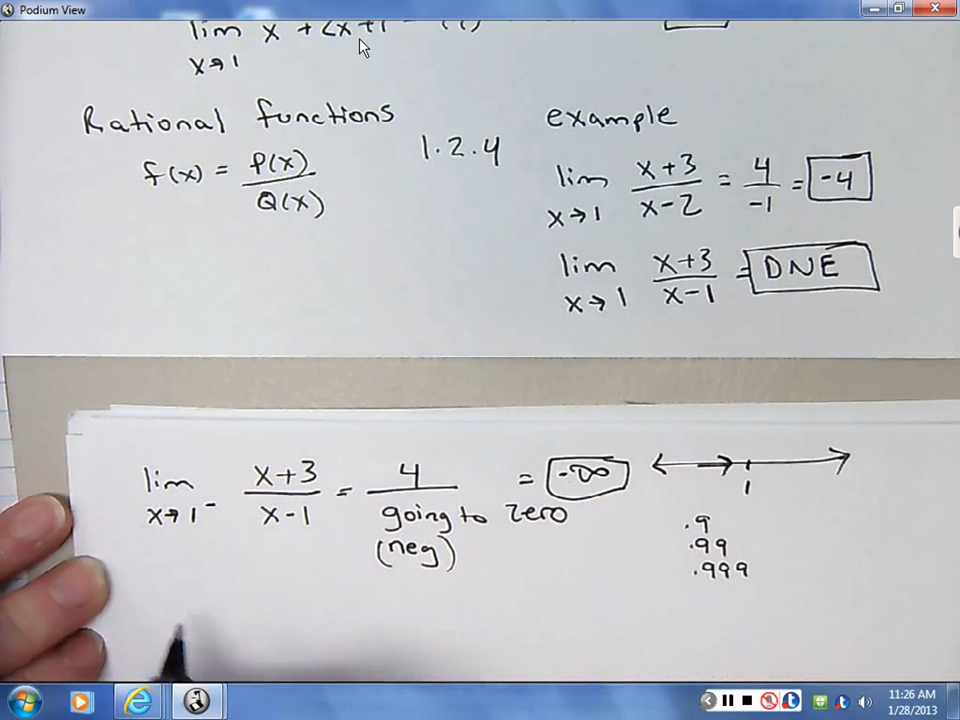 Podium View
lim x + 2x+1
x→1
Rational functions
f(x) = P(x)/Q(x)
1.2.4
example
lim x→1 x+3/x-2 = 4/-1 = -4
lim x→1 x+3/x-1 = DNE
lim x→1⁻ x+3/x-1 = 4/going to zero (neg) = -∞
1
.9
.99
.999
11:26 AM
1/28/2013